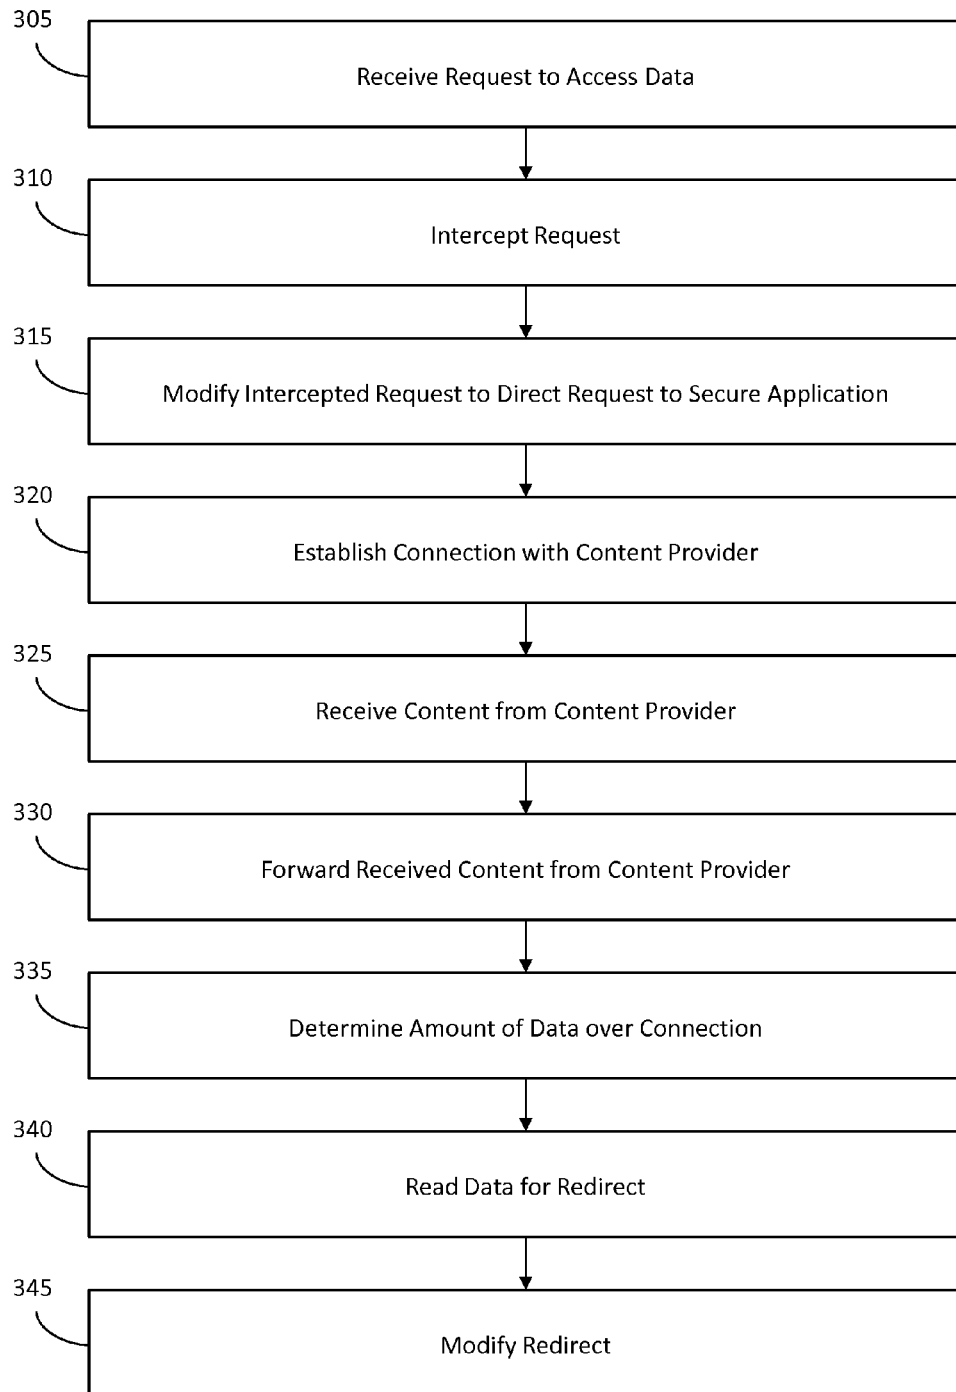 305
Receive Request to Access Data
310
Intercept Request
315
Modify Intercepted Request to Direct Request to Secure Application
320
Establish Connection with Content Provider
325
Receive Content from Content Provider
330
Forward Received Content from Content Provider
335
Determine Amount of Data over Connection
340
Read Data for Redirect
345
Modify Redirect